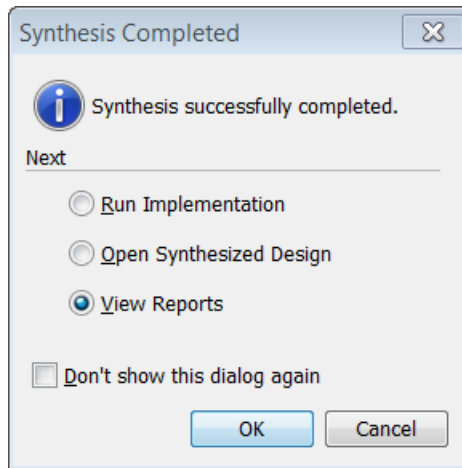 Synthesis Completed
Synthesis successfully completed.
Next
Run Implementation
Open Synthesized Design
View Reports
Don't show this dialog again
OK Cancel